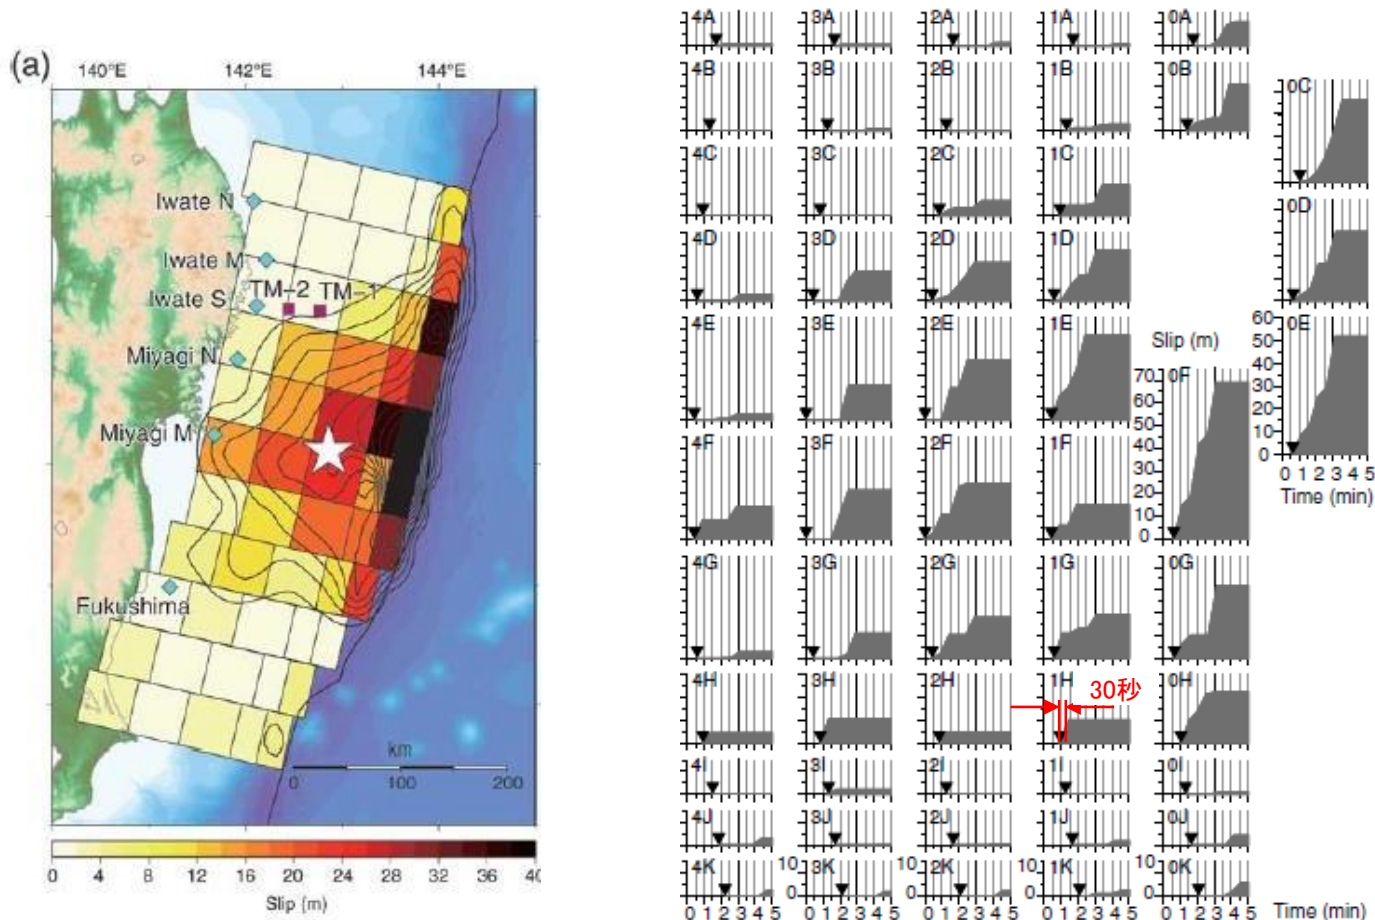 (a)
140°E 142°E 144°E
Iwate N
Iwate M
TM-2 TM-1
Iwate S
Miyagi N
Miyagi M
Fukushima
km
0 100 200
0 4 8 12 16 20 24 28 32 36 40
Slip (m)
4A 3A 2A 1A 0A
4B 3B 2B 1B 0B 0C
4C 3C 2C 1C
4D 3D 2D 1D 0D
4E 3E 2E 1E
Slip (m)
60 0E
50
40
30
20
10
0
0 1 2 3 4 5
Time (min)
4F 3F 2F 1F
70 0F
60
50
40
30
20
10
0
4G 3G 2G 1G 0G
4H 3H 2H 1H 0H
30秒
4I 3I 2I 1I 0I
4J 3J 2J 1J 0J
4K 10 3K 10 2K 10 1K 10 0K
0 0 0 0
0 1 2 3 4 5 0 1 2 3 4 5 0 1 2 3 4 5 0 1 2 3 4 5 0 1 2 3 4 5 Time (min)